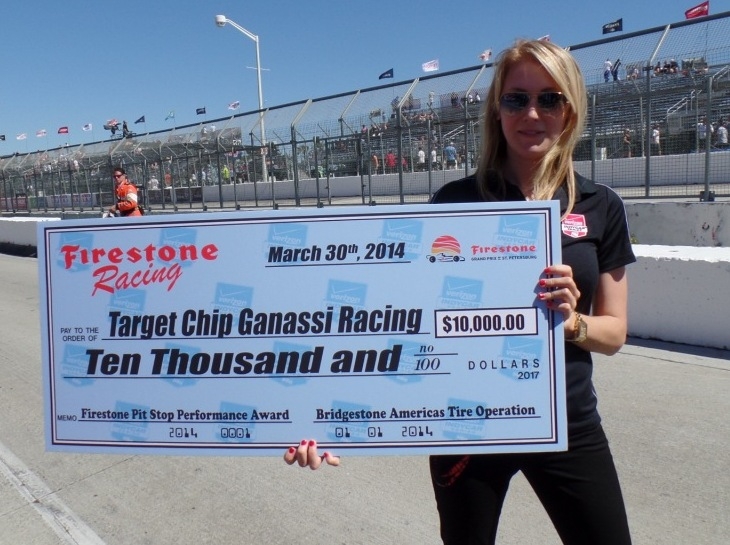 Firestone
Racing
March 30th, 2014
Firestone
GRAND PRIX OF ST. PETERSBURG
PAY TO THE
ORDER OF
Target Chip Ganassi Racing
$10,000.00
Ten Thousand and no
100
DOLLARS
2017
MEMO Firestone Pit Stop Performance Award
Bridgestone Americas Tire Operation
2014 0001
01 01 2014
verizon